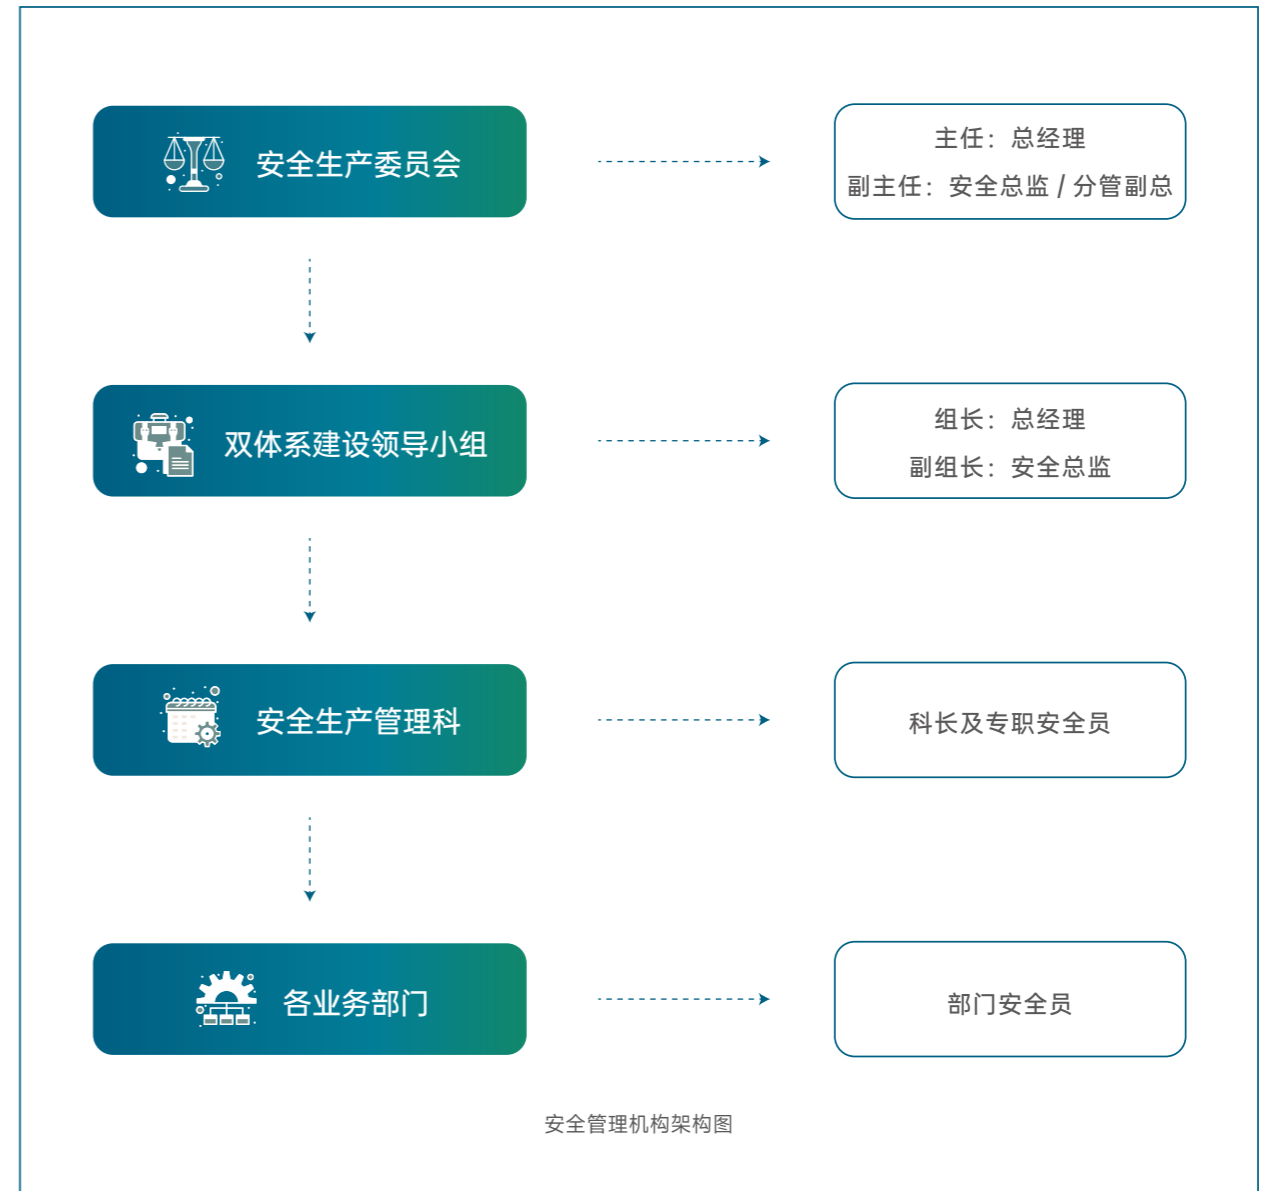 安全生产委员会
主任：总经理
副主任：安全总监 / 分管副总
双体系建设领导小组
组长：总经理
副组长：安全总监
安全生产管理科
科长及专职安全员
各业务部门
部门安全员
安全管理机构架构图